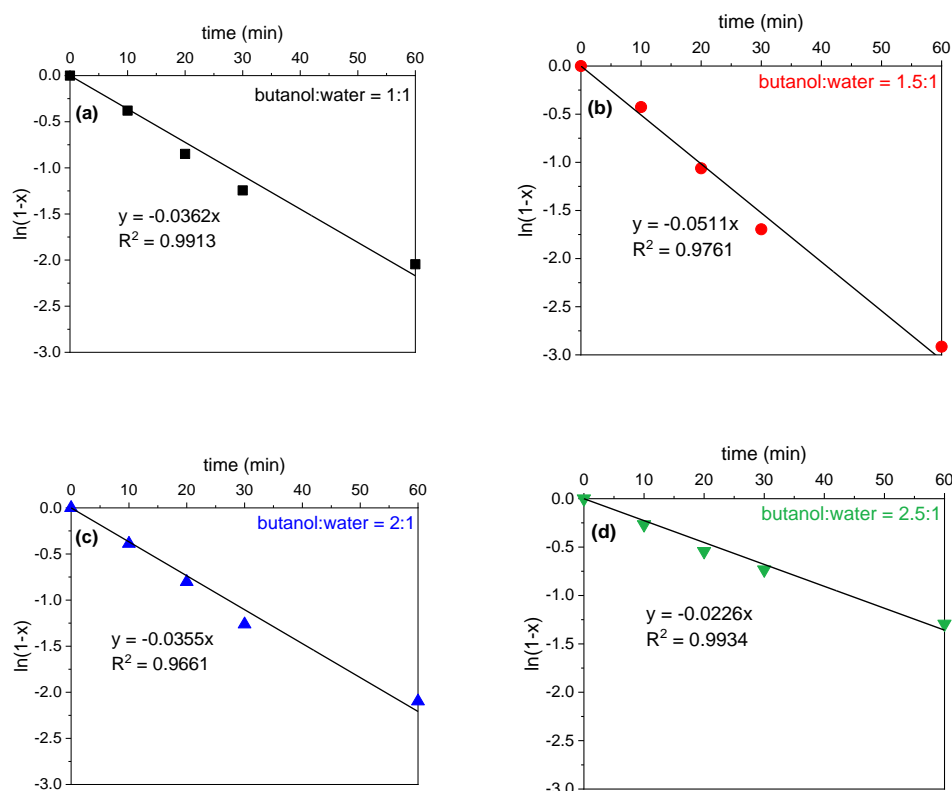 time (min)
0 10 20 30 40 50 60
0.0
-0.5
-1.0
-1.5
-2.0
-2.5
-3.0
ln(1-x)
(a)
butanol:water = 1:1
y = -0.0362x
R² = 0.9913
time (min)
0 10 20 30 40 50 60
0.0
-0.5
-1.0
-1.5
-2.0
-2.5
-3.0
ln(1-x)
butanol:water = 1.5:1
(b)
y = -0.0511x
R² = 0.9761
time (min)
0 10 20 30 40 50 60
0.0
-0.5
-1.0
-1.5
-2.0
-2.5
-3.0
ln(1-x)
butanol:water = 2:1
(c)
y = -0.0355x
R² = 0.9661
time (min)
0 10 20 30 40 50 60
0.0
-0.5
-1.0
-1.5
-2.0
-2.5
-3.0
ln(1-x)
butanol:water = 2.5:1
(d)
y = -0.0226x
R² = 0.9934